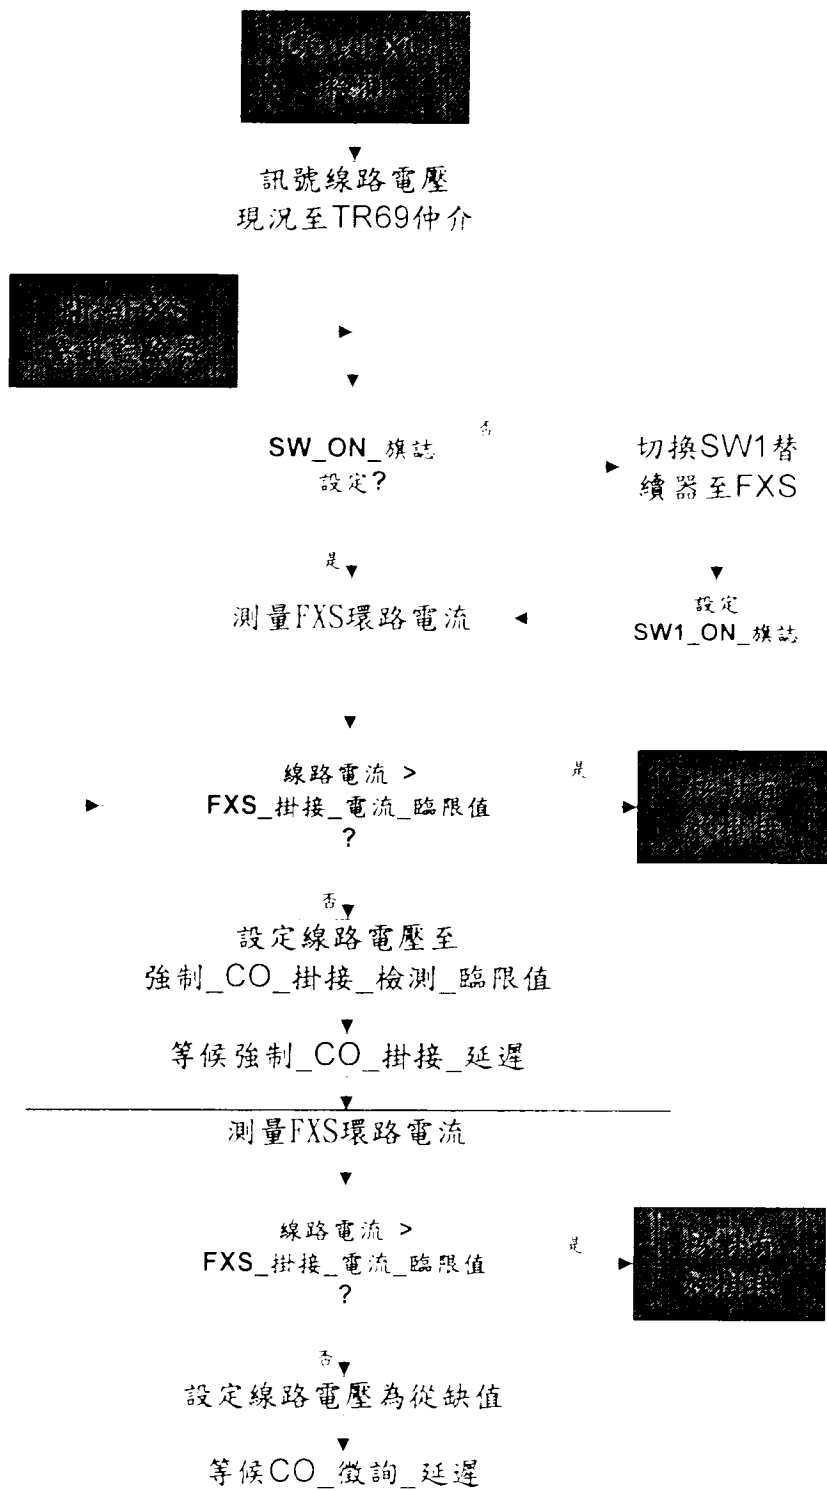 訊號線路電壓
現況至TR69仲介
SW_ON_旗誌
設定?
否
切換SW1替
續器至FXS
是
測量FXS環路電流
設定
SW1_ON_旗誌
線路電流 >
FXS_掛接_電流_臨限值
?
是
否
設定線路電壓至
強制_CO_掛接_檢測_臨限值
等候強制_CO_掛接_延遲
測量FXS環路電流
線路電流 >
FXS_掛接_電流_臨限值
?
是
否
設定線路電壓為從缺值
等候CO_徵詢_延遲